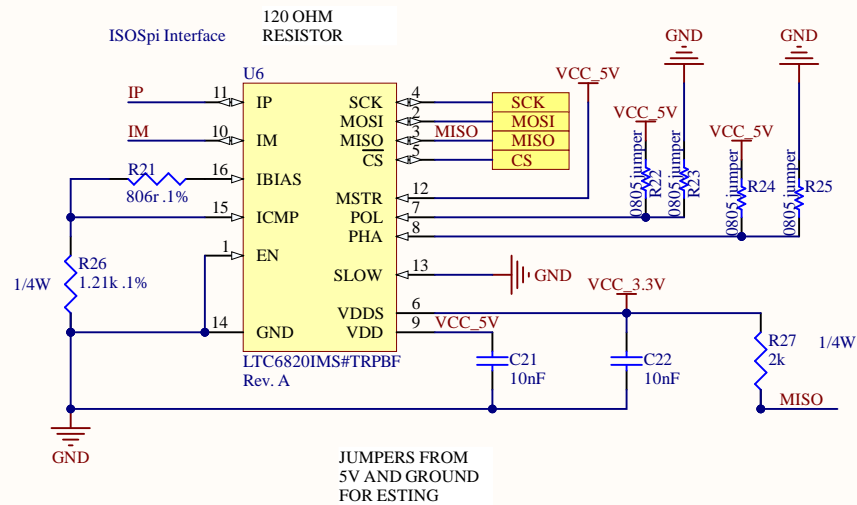 ISOSpi Interface
120 OHM
RESISTOR
U6
IP
11
IP
IM
10
IM
R21
806r .1%
16
IBIAS
15
ICMP
1
EN
R26
1.21k .1%
1/4W
14
GND
SCK
4
SCK
MOSI
2
MOSI
MISO
3
MISO
MISO
CS
5
CS
MSTR
12
VCC_5V
POL
7
PHA
8
VCC_5V
0805 jumper
R22
GND
0805 jumper
R23
VCC_5V
0805 jumper
R24
GND
0805 jumper
R25
SLOW
13
GND
VDDS
6
VCC_3.3V
VDD
9
VCC_5V
LTC6820IMS#TRPBF
Rev. A
C21
10nF
C22
10nF
R27
2k
1/4W
MISO
GND
JUMPERS FROM
5V AND GROUND
FOR ESTING